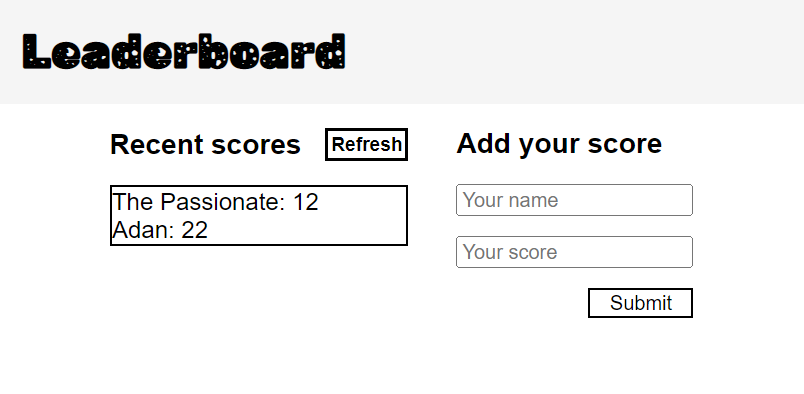 Leaderboard
Recent scores
Refresh
The Passionate: 12
Adan: 22
Add your score
Your name
Your score
Submit